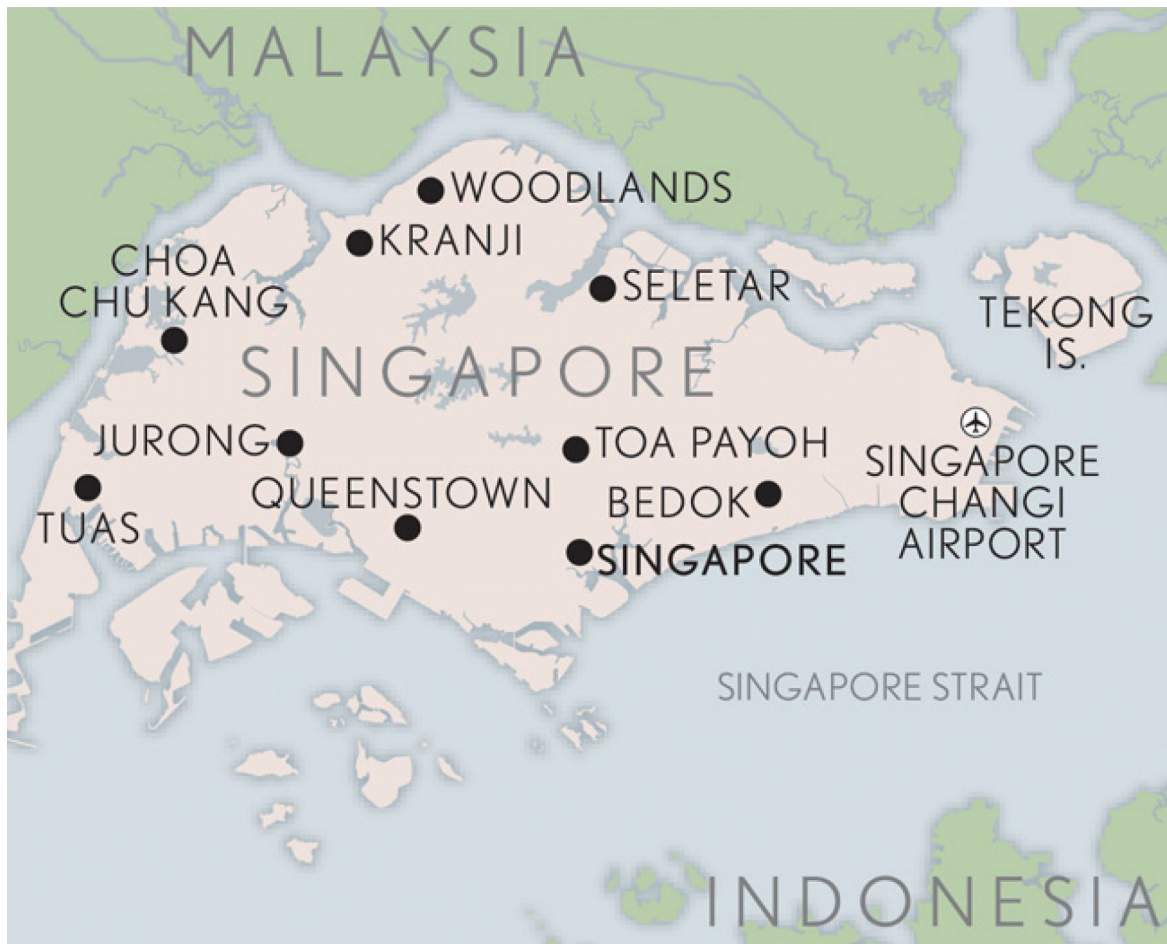 MALAYSIA
WOODLANDS
KRANJI
CHOA
CHU KANG
SELETAR
TEKONG
IS.
SINGAPORE
JURONG
TOA PAYOH
SINGAPORE
CHANGI
AIRPORT
QUEENSTOWN
BEDOK
TUAS
SINGAPORE
SINGAPORE STRAIT
INDONESIA